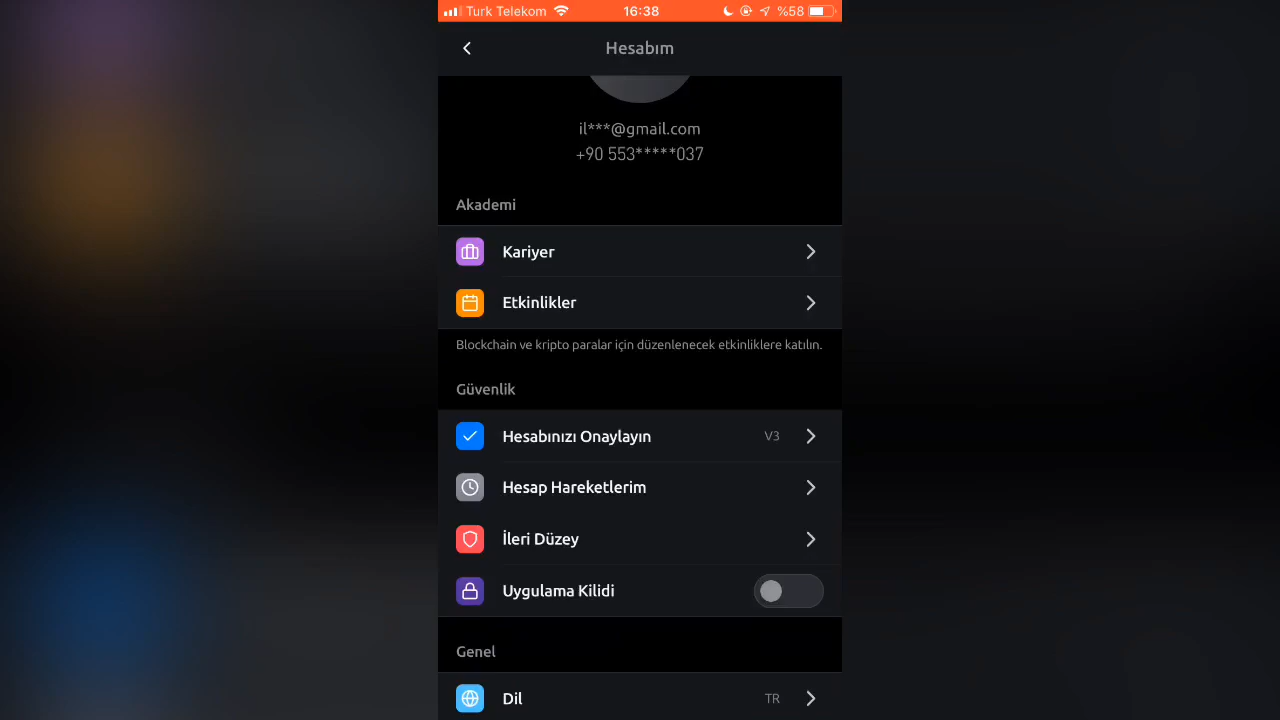 Turk Telekom 16:38 %58
Hesabım
il***@gmail.com
+90 553*****037
Akademi
Kariyer
Etkinlikler
Blockchain ve kripto paralar için düzenlenecek etkinliklere katılın.
Güvenlik
Hesabınızı Onaylayın V3
Hesap Hareketlerim
İleri Düzey
Uygulama Kilidi
Genel
Dil TR